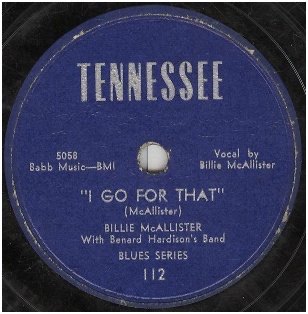 TENNESSEE
5058
Babb Music—BMI
Vocal by
Billie McAllister
"I GO FOR THAT"
(McAllister)
BILLIE McALLISTER
With Benard Hardison's Band
BLUES SERIES
112